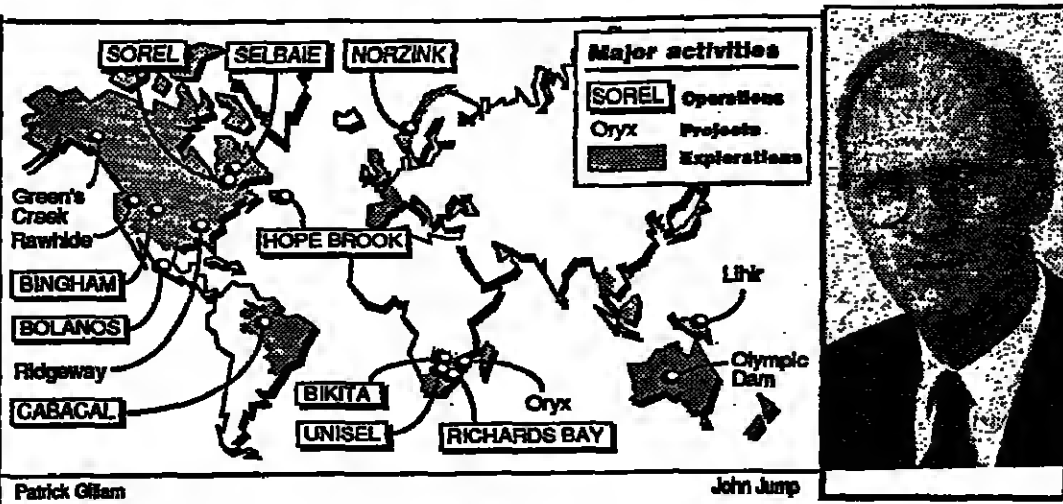 SOREL SELBAIE NORZINK
Major activities
SOREL Operations
Oryx Projects
Explorations
Green's
Creek
Rawhide
HOPE BROOK
BINGHAM
BOLANOS
Ridgeway
CABACAL
BIKITA
UNISEL
Oryx
RICHARDS BAY
Lihir
Olympic
Dam
Patrick Gillam
John Jump